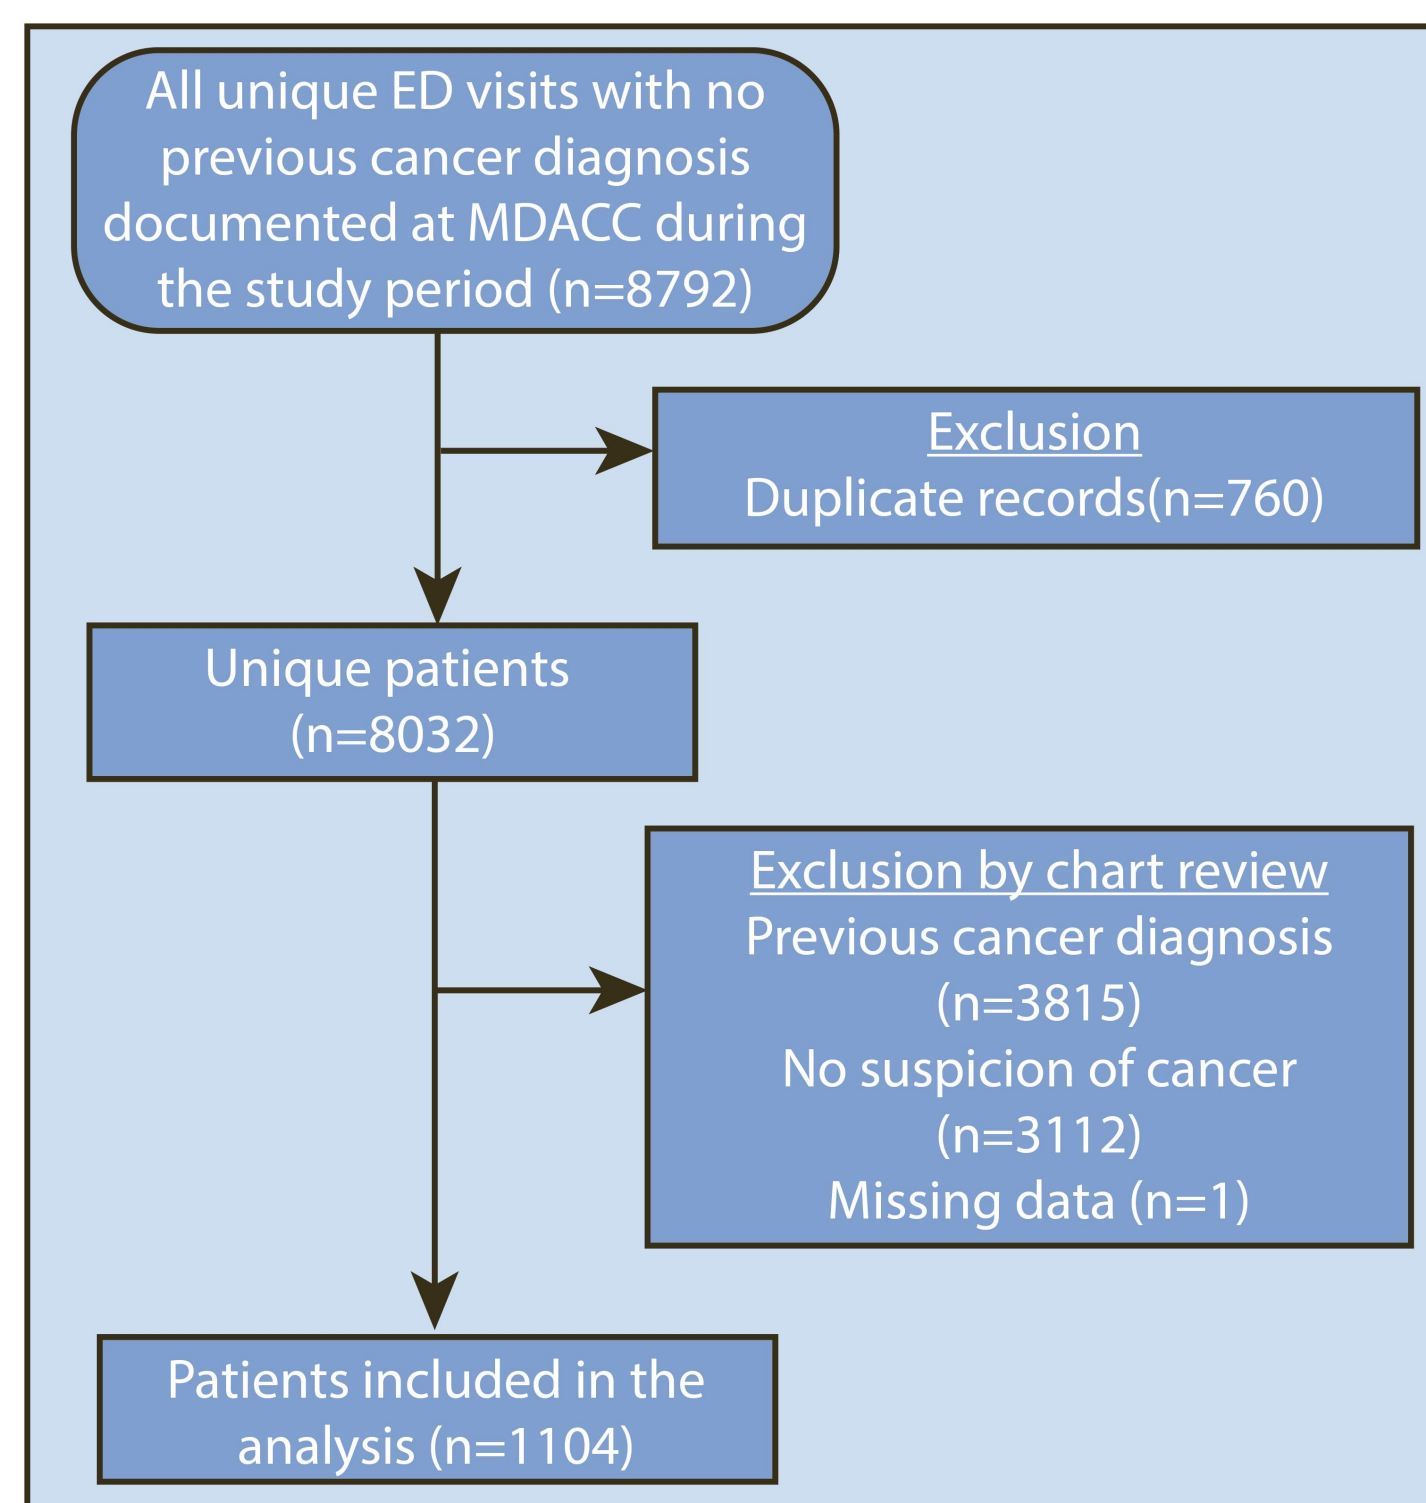 All unique ED visits with no
previous cancer diagnosis
documented at MDACC during
the study period (n=8792)
Exclusion
Duplicate records(n=760)
Unique patients
(n=8032)
Exclusion by chart review
Previous cancer diagnosis
(n=3815)
No suspicion of cancer
(n=3112)
Missing data (n=1)
Patients included in the
analysis (n=1104)